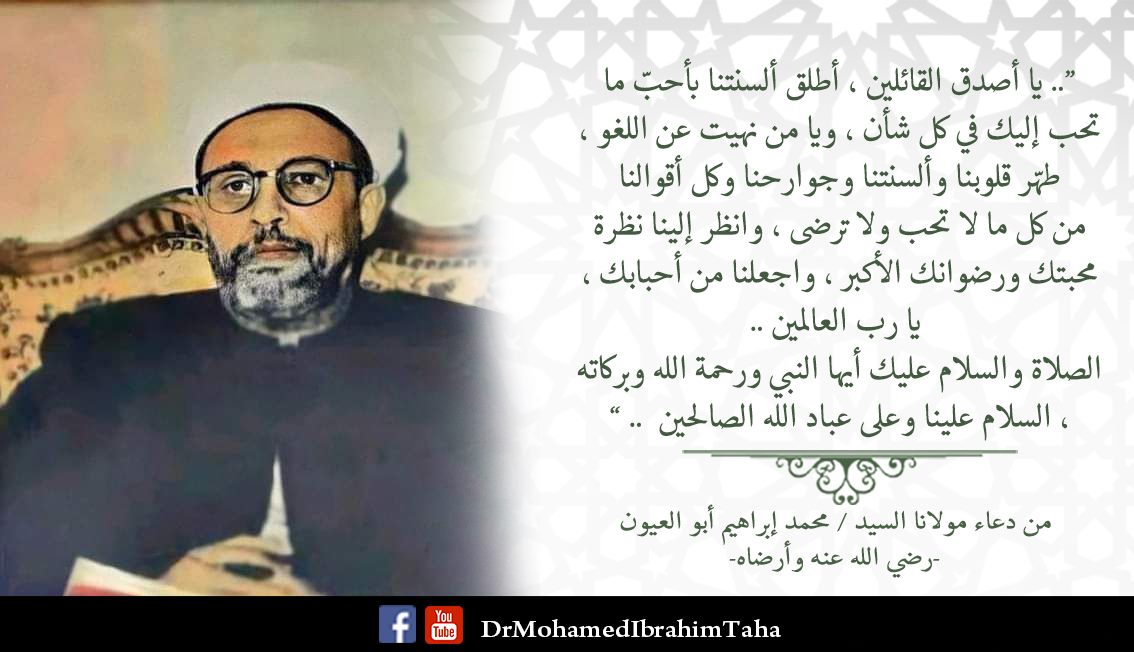 ”.. يا أصدق القائلين ، أطلق ألسنتنا بأحبّ ما
تحب إليك في كل شأن ، ويا من نهيت عن اللغو ،
طهّر قلوبنا وألسنتنا وجوارحنا وكل أقوالنا
من كل ما لا تحب ولا ترضى ، وانظر إلينا نظرة
محبتك ورضوانك الأكبر ، واجعلنا من أحبابك ،
يا رب العالمين ..
الصلاة والسلام عليك أيها النبي ورحمة الله وبركاته
، السلام علينا وعلى عباد الله الصالحين .. “
من دعاء مولانا السيد / محمد إبراهيم أبو العيون
-رضي الله عنه وأرضاه-
f You Tube DrMohamedIbrahimTaha